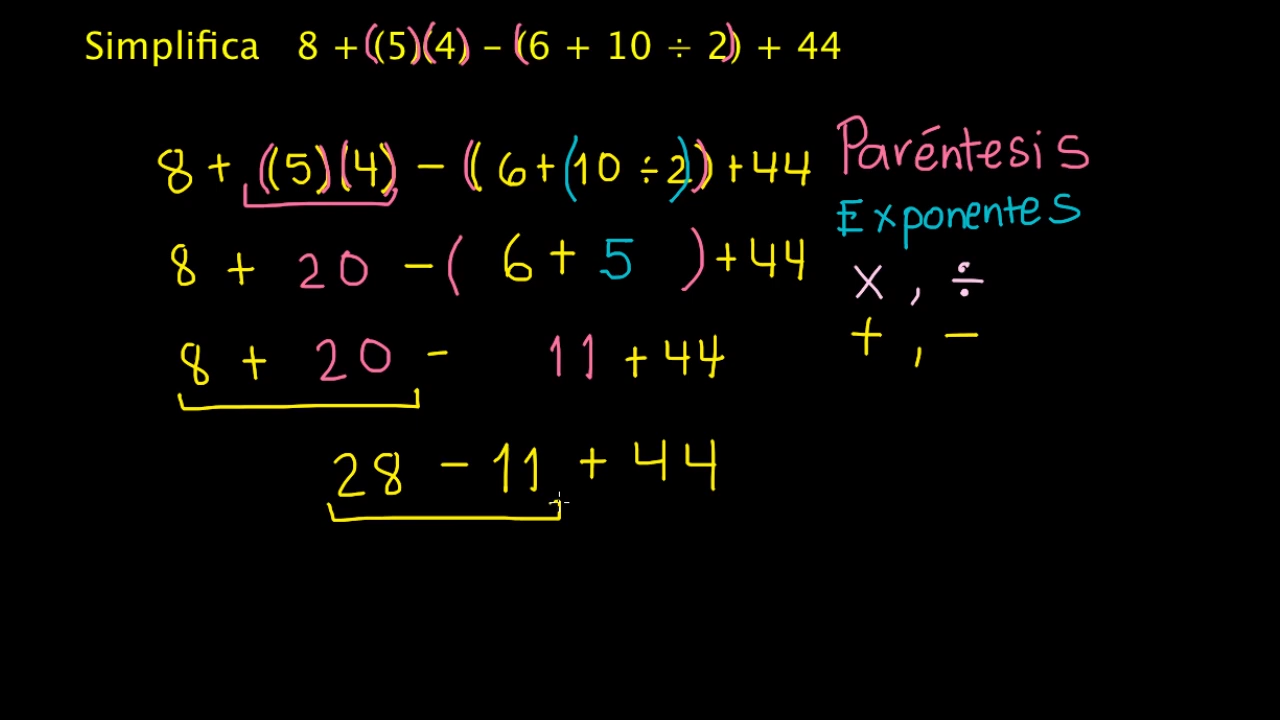 Simplifica 8 + ((5)(4) – (6 + 10 ÷ 2) + 44
8 + ((5)(4) – (( 6 + (10 ÷ 2)) + 44
8 + 20 – ( 6 + 5 ) + 44
8 + 20 – 11 + 44
28 – 11 + 44
Paréntesis
Exponentes
x , ÷
+ , –